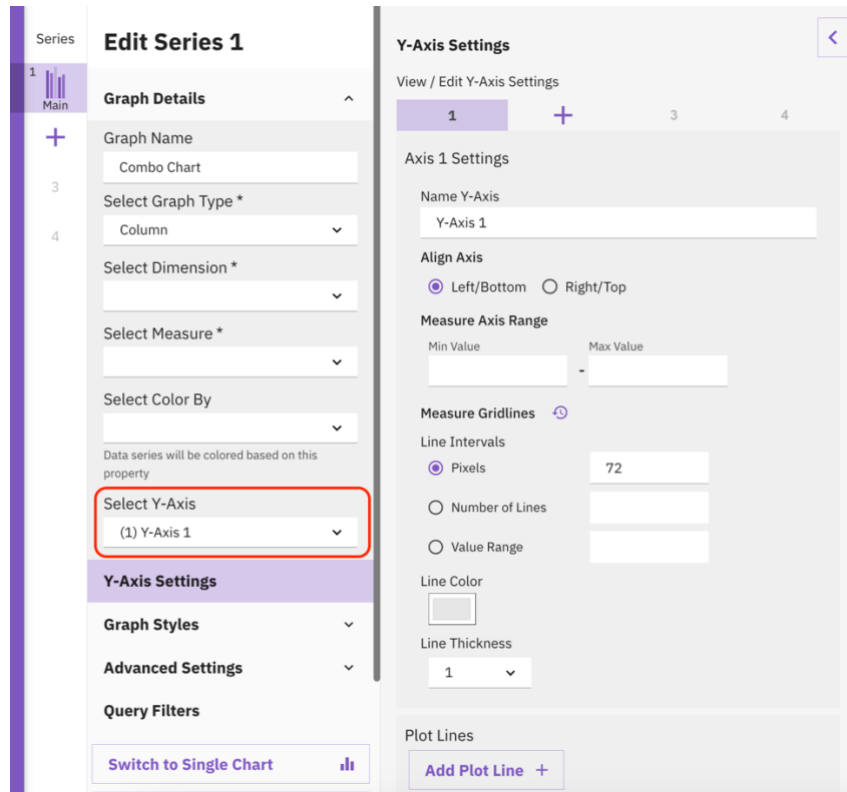 Series
1
Main
3
4
Edit Series 1
Graph Details
Graph Name
Combo Chart
Select Graph Type *
Column
Select Dimension *
Select Measure *
Select Color By
Data series will be colored based on this
property
Select Y-Axis
(1) Y-Axis 1
Y-Axis Settings
Graph Styles
Advanced Settings
Query Filters
Switch to Single Chart
Y-Axis Settings
View / Edit Y-Axis Settings
1 + 3 4
Axis 1 Settings
Name Y-Axis
Y-Axis 1
Align Axis
Left/Bottom Right/Top
Measure Axis Range
Min Value Max Value
-
Measure Gridlines
Line Intervals
Pixels 72
Number of Lines
Value Range
Line Color
Line Thickness
1
Plot Lines
Add Plot Line +